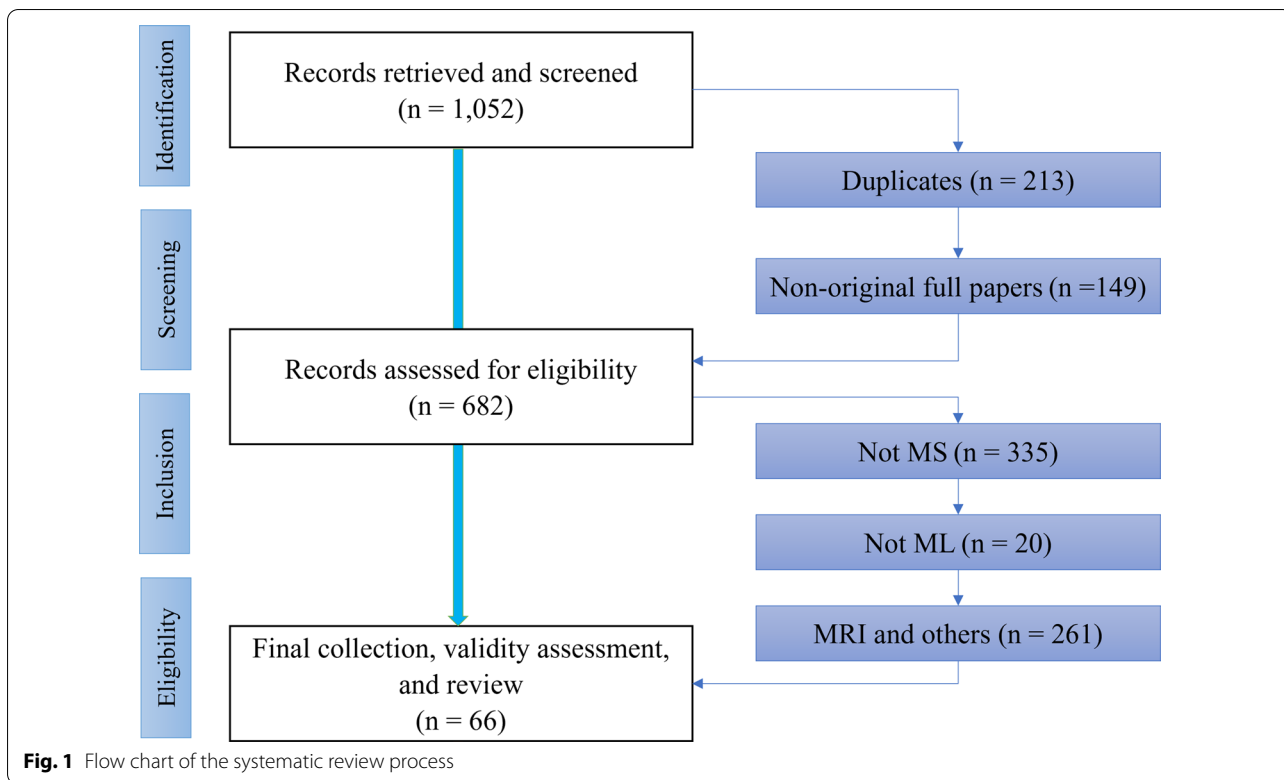 Identification
Records retrieved and screened
(n = 1,052)
Duplicates (n = 213)
Screening
Non-original full papers (n =149)
Records assessed for eligibility
(n = 682)
Inclusion
Not MS (n = 335)
Not ML (n = 20)
Eligibility
MRI and others (n = 261)
Final collection, validity assessment,
and review
(n = 66)
Fig. 1 Flow chart of the systematic review process